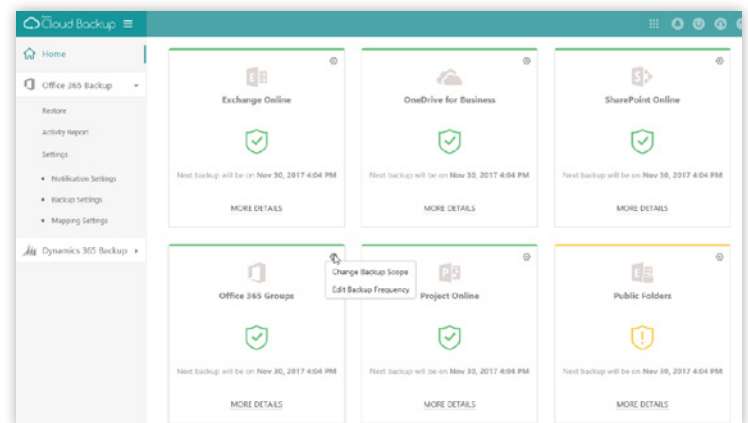 Cloud Backup
Home
Office 365 Backup
Restore
Activity Report
Settings
Notification Settings
Backup Settings
Mapping Settings
Dynamics 365 Backup
Exchange Online
Next backup will be on Nov 30, 2017 4:04 PM
MORE DETAILS
OneDrive for Business
Next backup will be on Nov 30, 2017 4:04 PM
MORE DETAILS
SharePoint Online
Next backup will be on Nov 30, 2017 4:04 PM
MORE DETAILS
Office 365 Groups
Next backup will be on Nov 30, 2017 4:04 PM
MORE DETAILS
Change Backup Scope
Edit Backup Frequency
Project Online
Next backup will be on Nov 30, 2017 4:04 PM
MORE DETAILS
Public Folders
Next backup will be on Nov 30, 2017 4:04 PM
MORE DETAILS